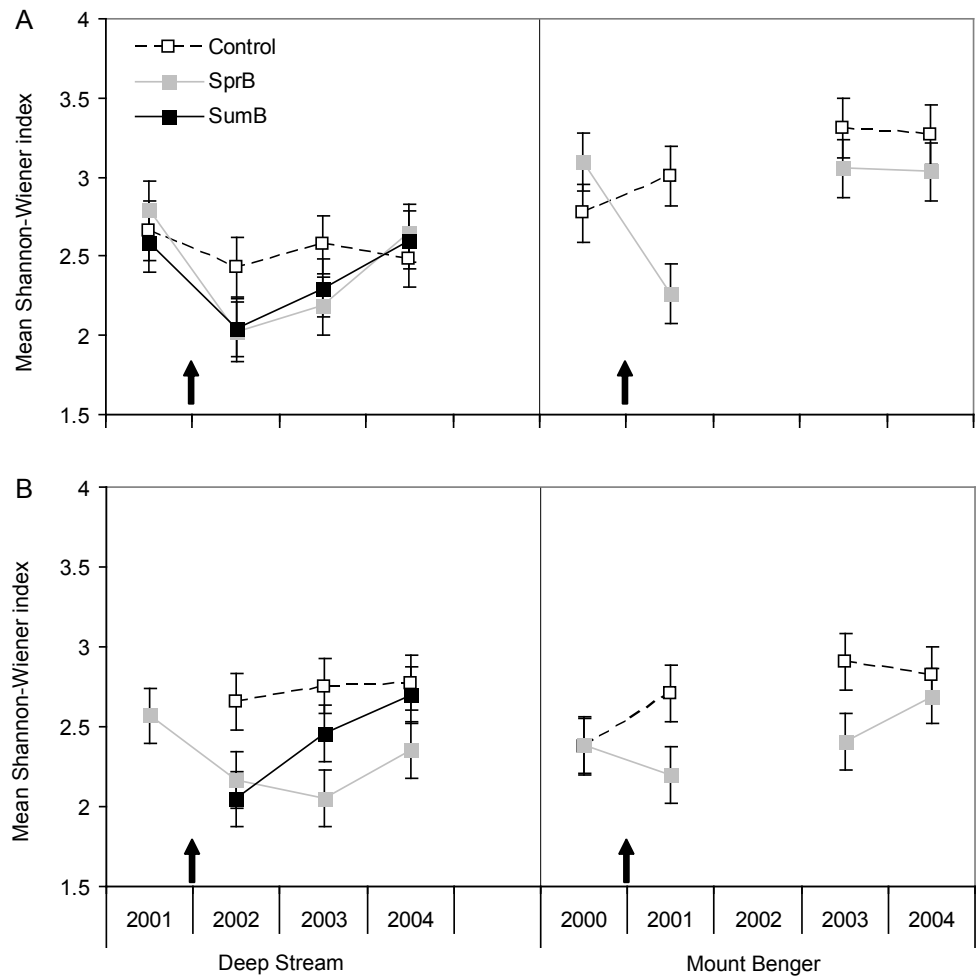 A
Mean Shannon-Wiener index
4
3.5
3
2.5
2
1.5
Control
SprB
SumB
B
Mean Shannon-Wiener index
4
3.5
3
2.5
2
1.5
2001 2002 2003 2004 2000 2001 2002 2003 2004
Deep Stream Mount Benger